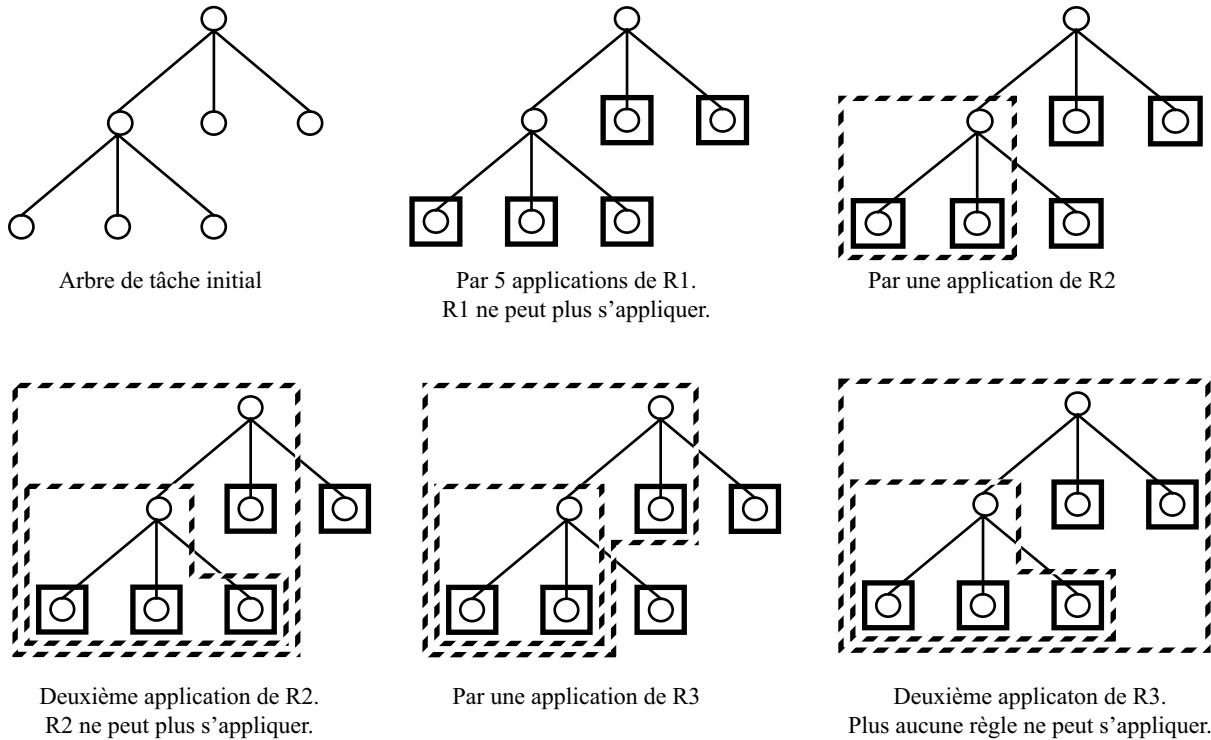 Arbre de tâche initial
Par 5 applications de R1.
R1 ne peut plus s’appliquer.
Par une application de R2
Deuxième application de R2.
R2 ne peut plus s’appliquer.
Par une application de R3
Deuxième applicaton de R3.
Plus aucune règle ne peut s’appliquer.